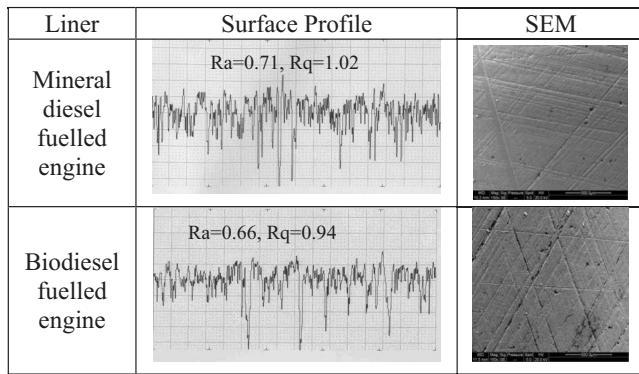 Liner Surface Profile SEM
Mineral
diesel
fuelled
engine
Ra=0.71, Rq=1.02
Biodiesel
fuelled
engine
Ra=0.66, Rq=0.94